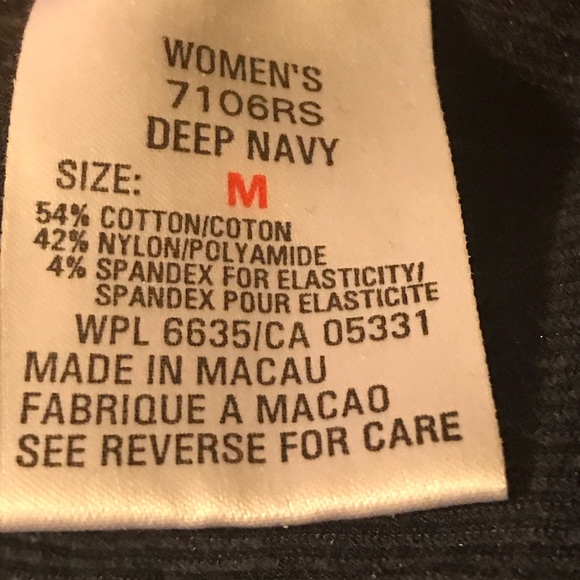 WOMEN'S
7106RS
DEEP NAVY
SIZE: M
54% COTTON/COTON
42% NYLON/POLYAMIDE
4% SPANDEX FOR ELASTICITY/
SPANDEX POUR ELASTICITE
WPL 6635/CA 05331
MADE IN MACAU
FABRIQUE A MACAO
SEE REVERSE FOR CARE